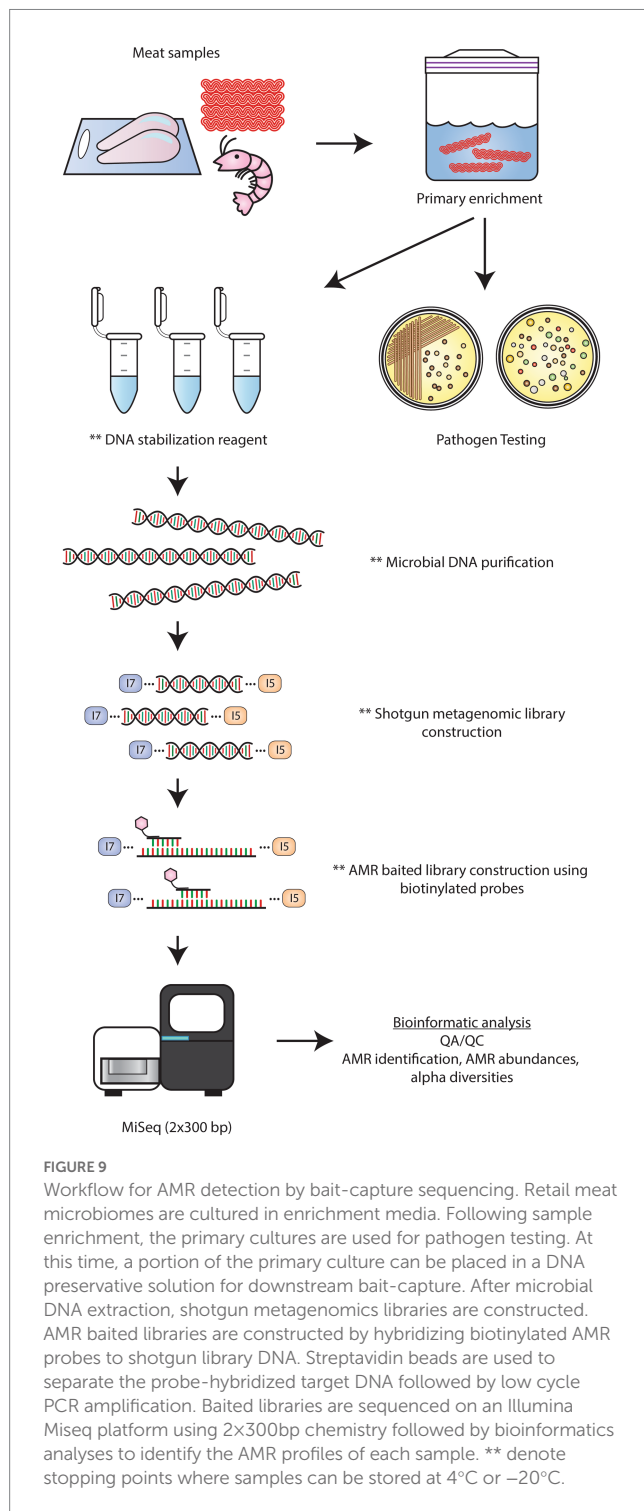 Meat samples
Primary enrichment
** DNA stabilization reagent
Pathogen Testing
** Microbial DNA purification
I7 I5
I7 I5
I7 I5
** Shotgun metagenomic library
construction
I7 I5
I7 I5
** AMR baited library construction using
biotinylated probes
MiSeq (2x300 bp)
Bioinformatic analysis
QA/QC
AMR identification, AMR abundances,
alpha diversities
FIGURE 9
Workflow for AMR detection by bait-capture sequencing. Retail meat
microbiomes are cultured in enrichment media. Following sample
enrichment, the primary cultures are used for pathogen testing. At
this time, a portion of the primary culture can be placed in a DNA
preservative solution for downstream bait-capture. After microbial
DNA extraction, shotgun metagenomics libraries are constructed.
AMR baited libraries are constructed by hybridizing biotinylated AMR
probes to shotgun library DNA. Streptavidin beads are used to
separate the probe-hybridized target DNA followed by low cycle
PCR amplification. Baited libraries are sequenced on an Illumina
Miseq platform using 2×300bp chemistry followed by bioinformatics
analyses to identify the AMR profiles of each sample. ** denote
stopping points where samples can be stored at 4°C or −20°C.